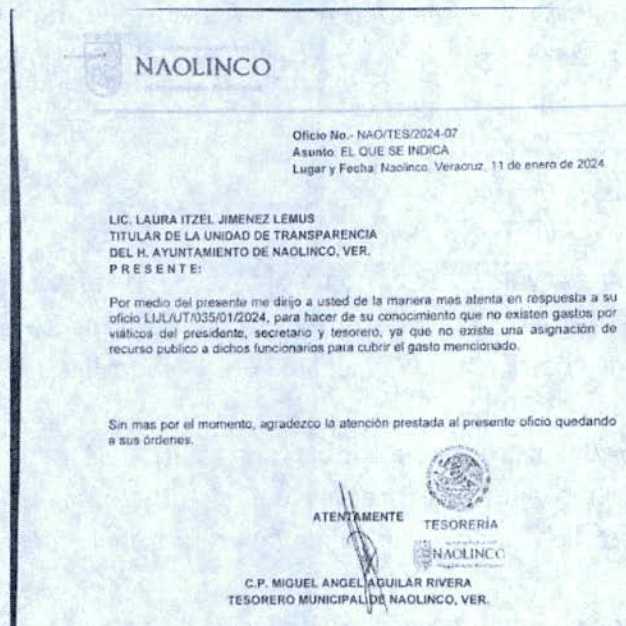 NAOLINCO
Oficio No.- NAO/TES/2024-07
Asunto: EL QUE SE INDICA
Lugar y Fecha: Naolinco, Veracruz, 11 de enero de 2024
LIC. LAURA ITZEL JIMENEZ LEMUS
TITULAR DE LA UNIDAD DE TRANSPARENCIA
DEL H. AYUNTAMIENTO DE NAOLINCO, VER.
P R E S E N T E:
Por medio del presente me dirijo a usted de la manera mas atenta en respuesta a su
oficio LIJL/UT/035/01/2024, para hacer de su conocimiento que no existen gastos por
viáticos del presidente, secretario y tesorero, ya que no existe una asignación de
recurso publico a dichos funcionarios para cubrir el gasto mencionado.
Sin mas por el momento, agradezco la atención prestada al presente oficio quedando
a sus órdenes.
ATENTAMENTE
TESORERÍA
NAOLINCO
C.P. MIGUEL ANGEL AGUILAR RIVERA
TESORERO MUNICIPAL DE NAOLINCO, VER.